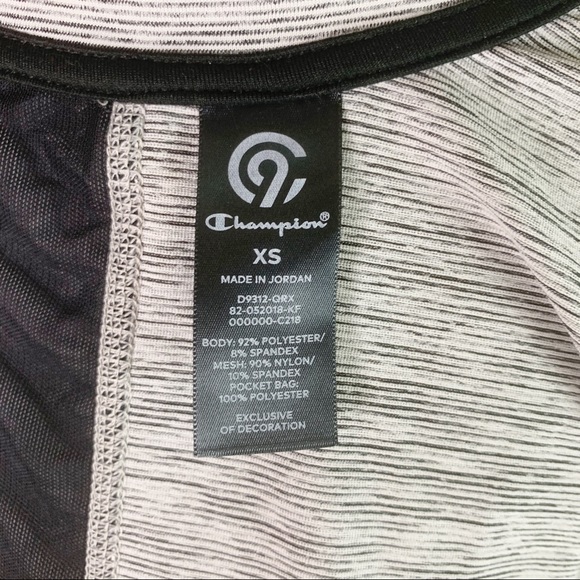 C9
Champion®
XS
MADE IN JORDAN
D9312-QRX
82-052018-KF
000000-C218
BODY: 92% POLYESTER/
8% SPANDEX
MESH: 90% NYLON/
10% SPANDEX
POCKET BAG:
100% POLYESTER
EXCLUSIVE
OF DECORATION